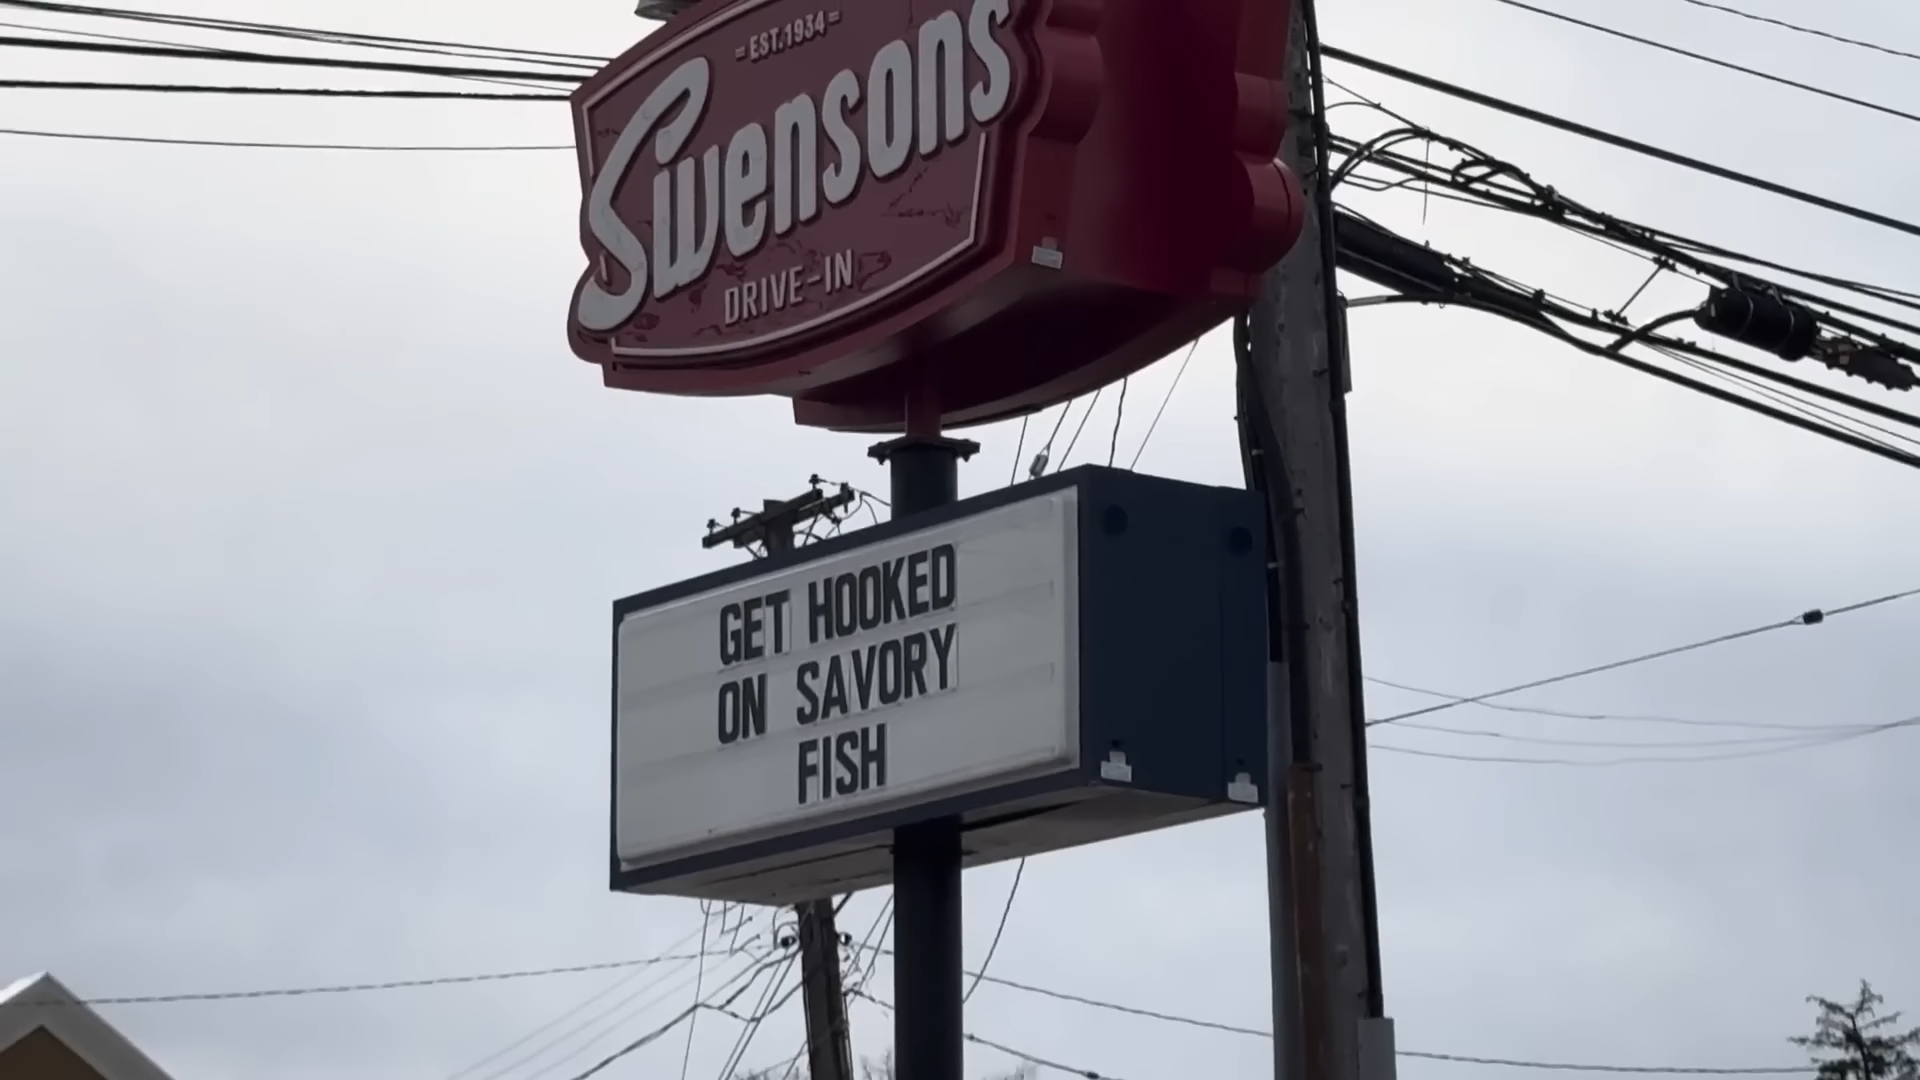 =EST.1934=
Swensons
DRIVE-IN
GET HOOKED
ON SAVORY
FISH